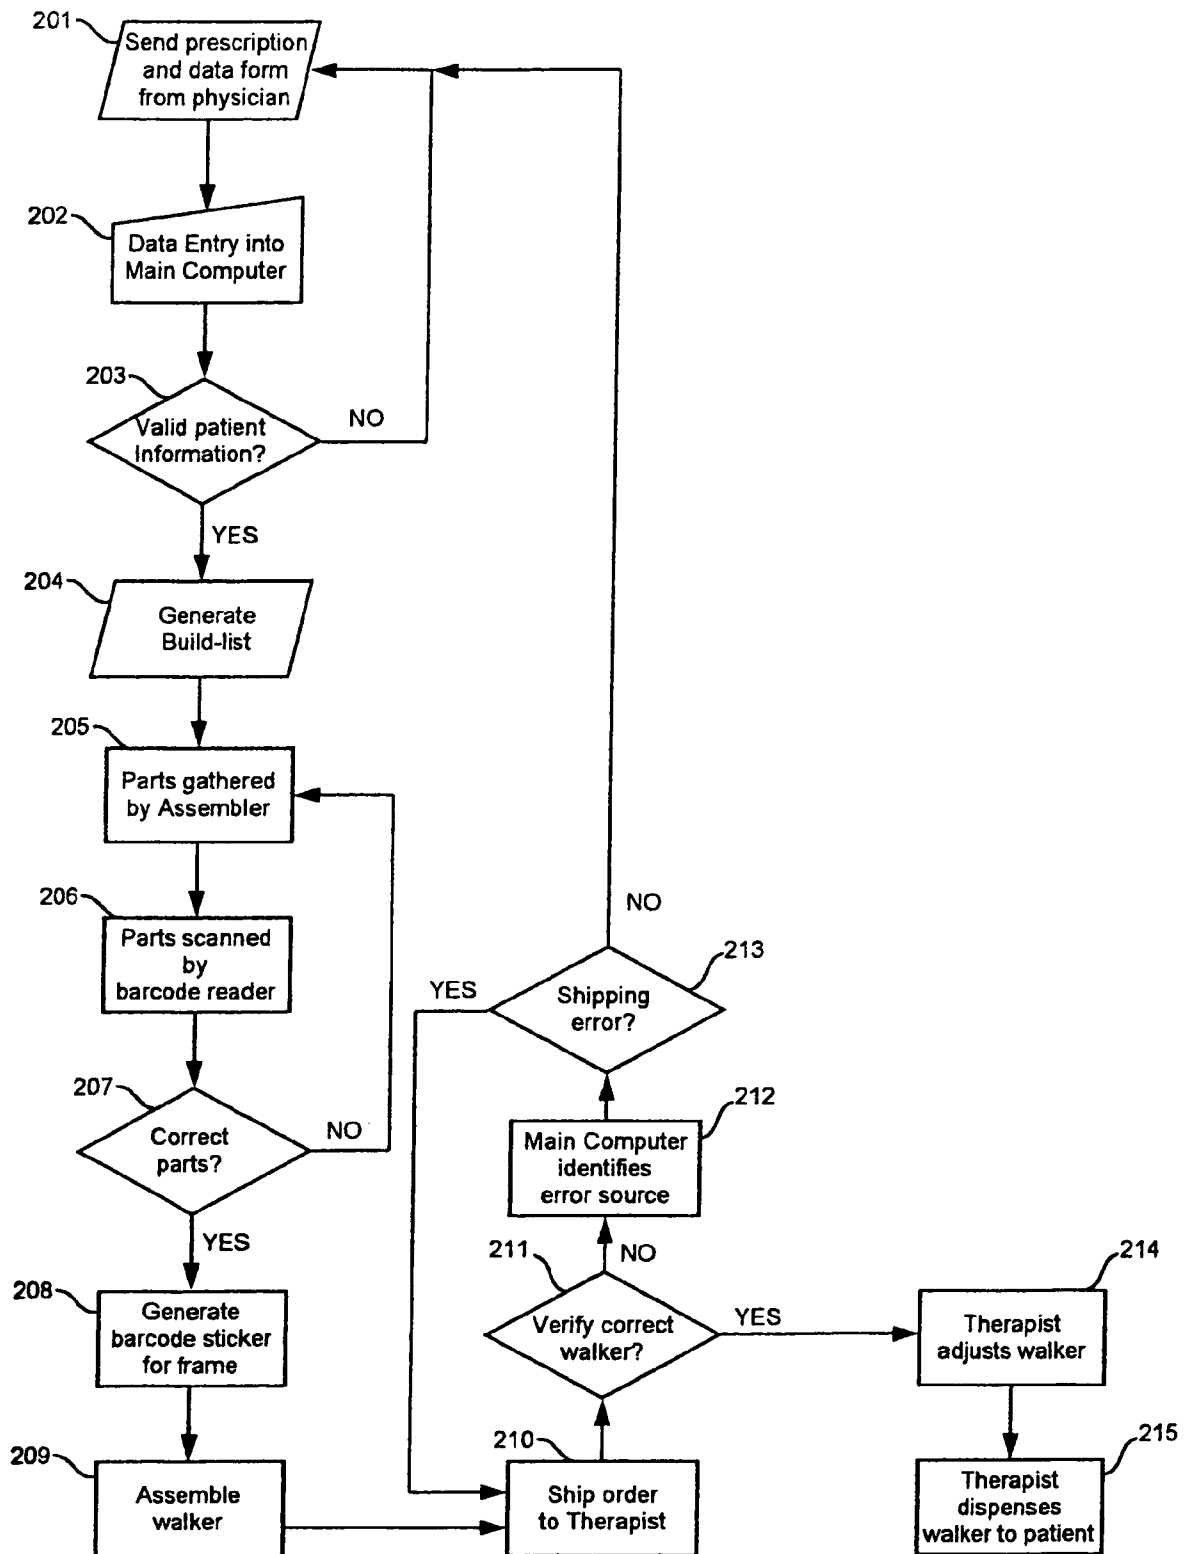 201
Send prescription
and data form
from physician
202
Data Entry into
Main Computer
203
Valid patient
Information?
NO
YES
204
Generate
Build-list
205
Parts gathered
by Assembler
206
Parts scanned
by
barcode reader
207
Correct
parts?
NO
YES
208
Generate
barcode sticker
for frame
209
Assemble
walker
210
Ship order
to Therapist
211
Verify correct
walker?
NO
YES
212
Main Computer
identifies
error source
213
Shipping
error?
YES
NO
214
Therapist
adjusts walker
215
Therapist
dispenses
walker to patient